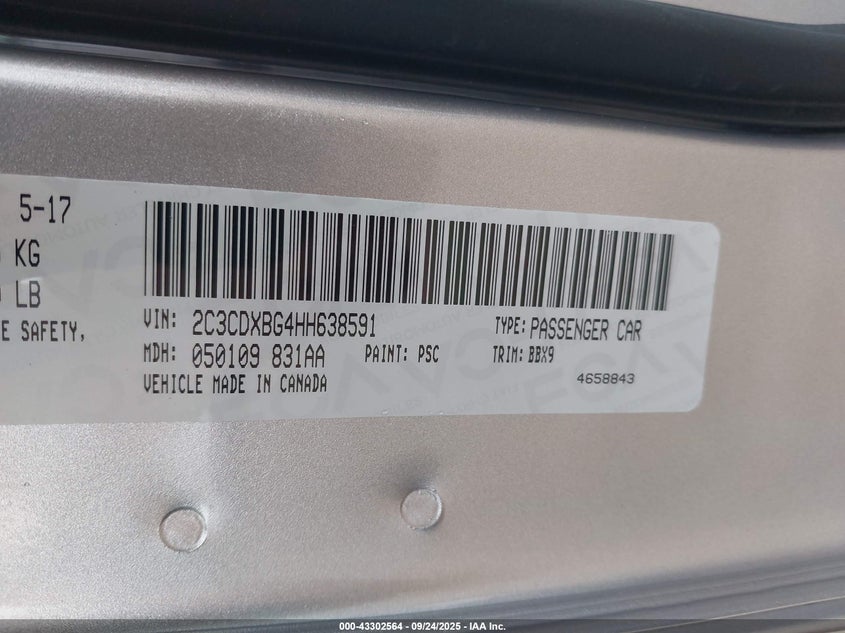 5-17
KG
LB
E SAFETY,
VIN: 2C3CDXBG4HH638591
TYPE: PASSENGER CAR
MDH: 050109 831AA
PAINT: PSC
TRIM: BBX9
VEHICLE MADE IN CANADA
4658843
000-43302564 - 09/24/2025 - IAA Inc.